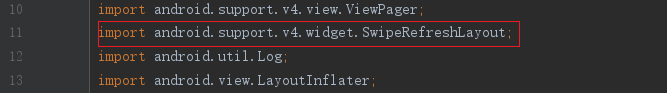 10 import android.support.v4.view.ViewPager;
11 import android.support.v4.widget.SwipeRefreshLayout;
12 import android.util.Log;
13 import android.view.LayoutInflater;